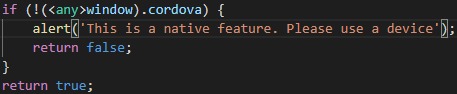 if (!(<any>window).cordova) {
alert('This is a native feature. Please use a device');
return false;
}
return true;